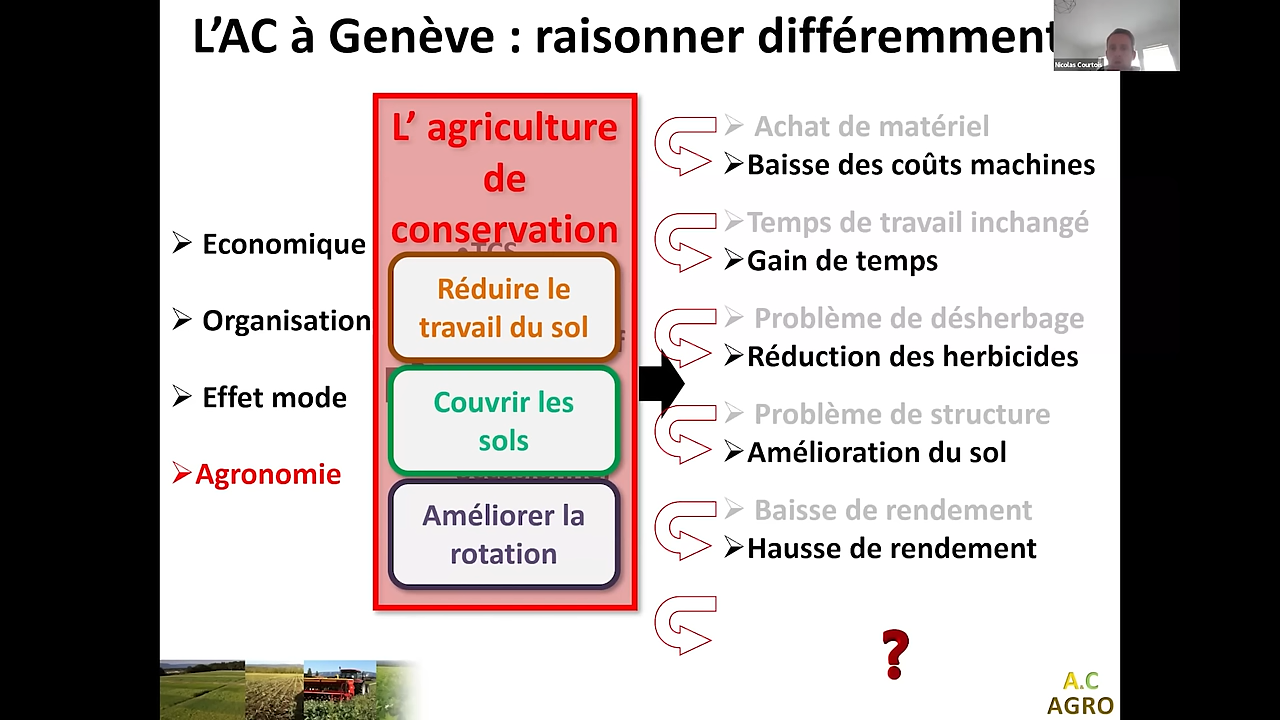 L'AC à Genève : raisonner différemment
Nicolas Courtois
L' agriculture
de
conservation
TCS
Réduire le
travail du sol
Couvrir les
sols
Améliorer la
rotation
Economique
Organisation
Effet mode
Agronomie
Achat de matériel
Baisse des coûts machines
Temps de travail inchangé
Gain de temps
Problème de désherbage
Réduction des herbicides
Problème de structure
Amélioration du sol
Baisse de rendement
Hausse de rendement
?
A.C
AGRO